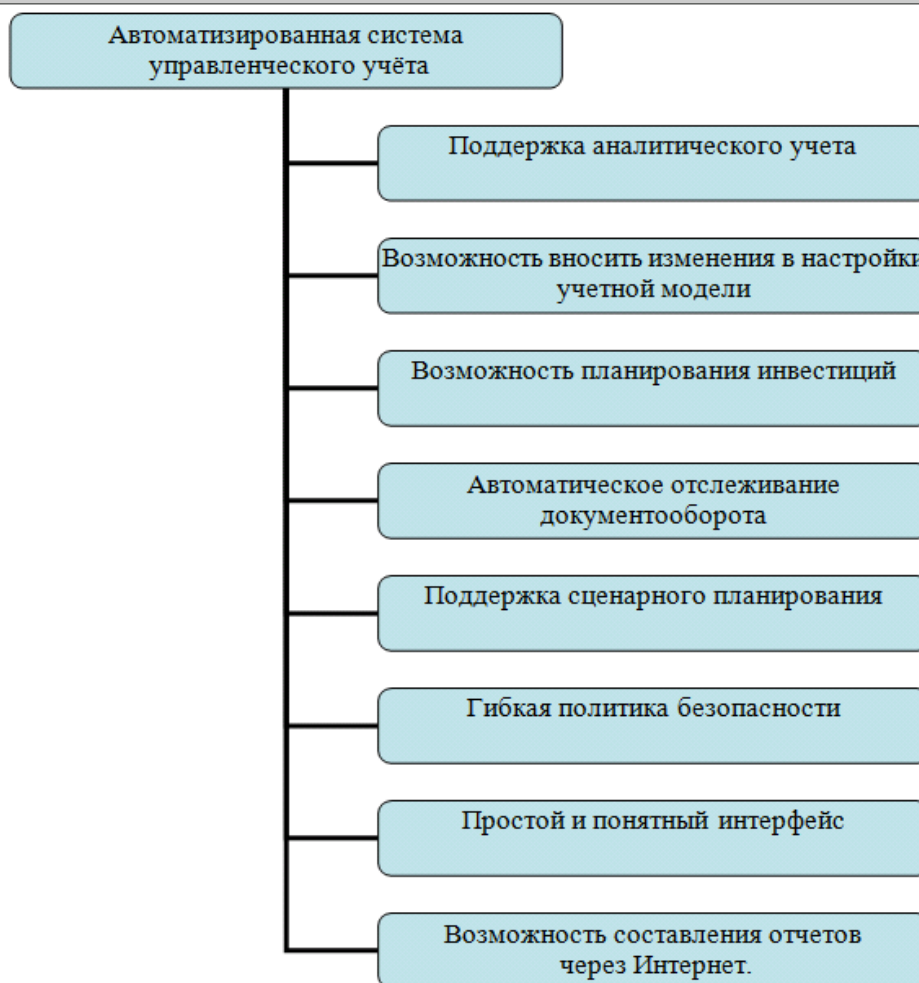 Автоматизированная система
управленческого учёта
Поддержка аналитического учета
Возможность вносить изменения в настройки
учетной модели
Возможность планирования инвестиций
Автоматическое отслеживание
документооборота
Поддержка сценарного планирования
Гибкая политика безопасности
Простой и понятный интерфейс
Возможность составления отчетов
через Интернет.